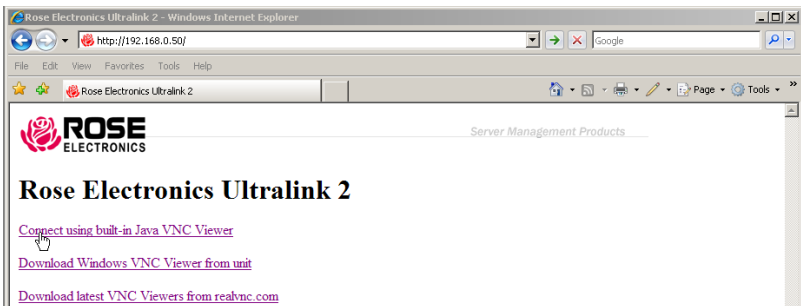 Rose Electronics Ultralink 2 - Windows Internet Explorer
http://192.168.0.50/
Google
File Edit View Favorites Tools Help
Rose Electronics Ultralink 2
Page Tools »
ROSE
ELECTRONICS
Server Management Products
Rose Electronics Ultralink 2
Connect using built-in Java VNC Viewer
Download Windows VNC Viewer from unit
Download latest VNC Viewers from realvnc.com